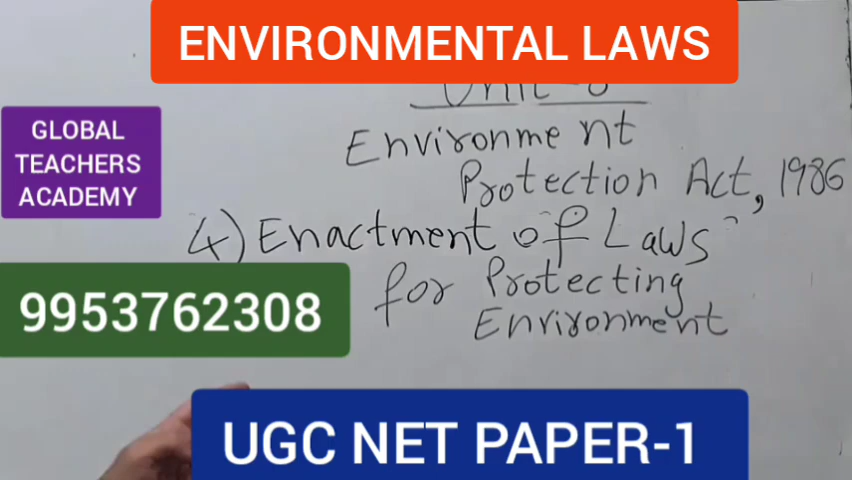 ENVIRONMENTAL LAWS
GLOBAL
TEACHERS
ACADEMY
Environment
Protection Act, 1986
4) Enactment of Laws
for Protecting
Environment
9953762308
UGC NET PAPER-1